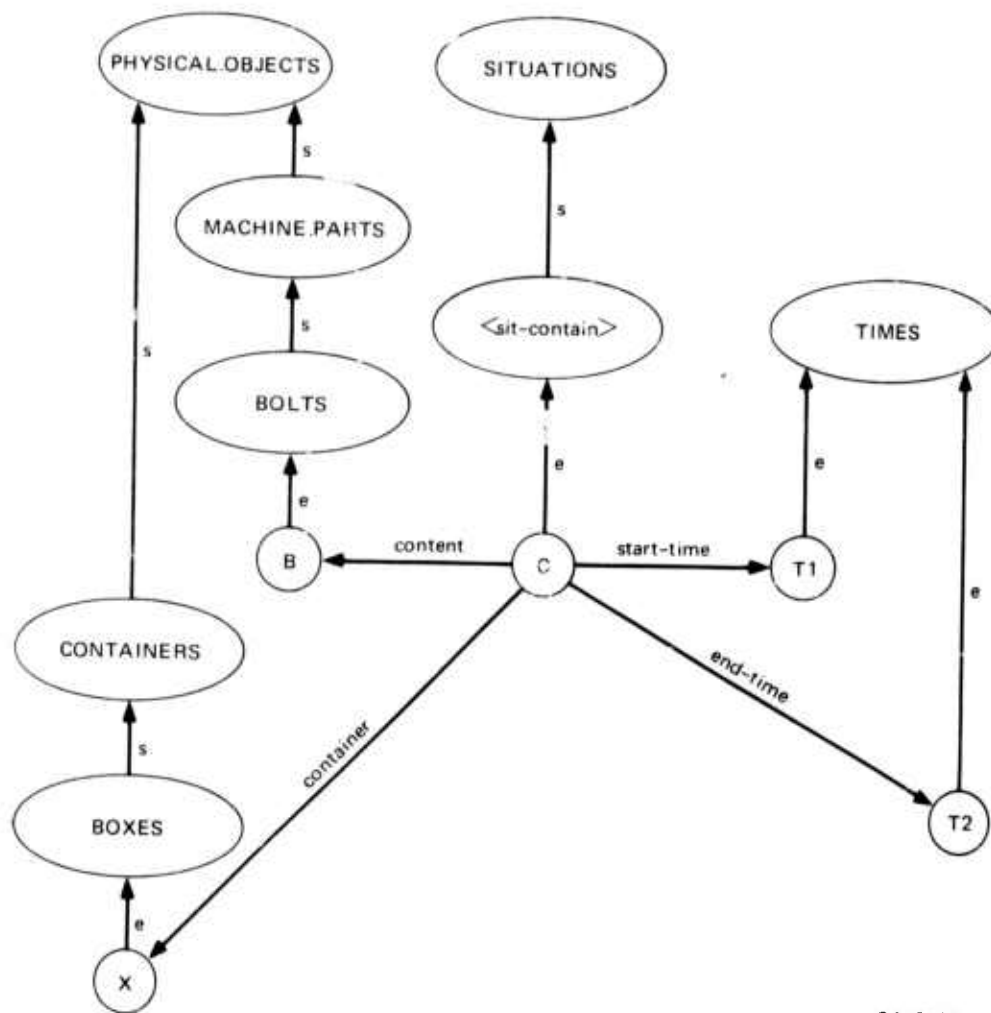 PHYSICAL.OBJECTS
SITUATIONS
s
MACHINE.PARTS
s
<sit-contain>
TIMES
s
s
BOLTS
e
e
e
B
content
C
start-time
T1
e
CONTAINERS
end-time
container
s
BOXES
T2
e
X